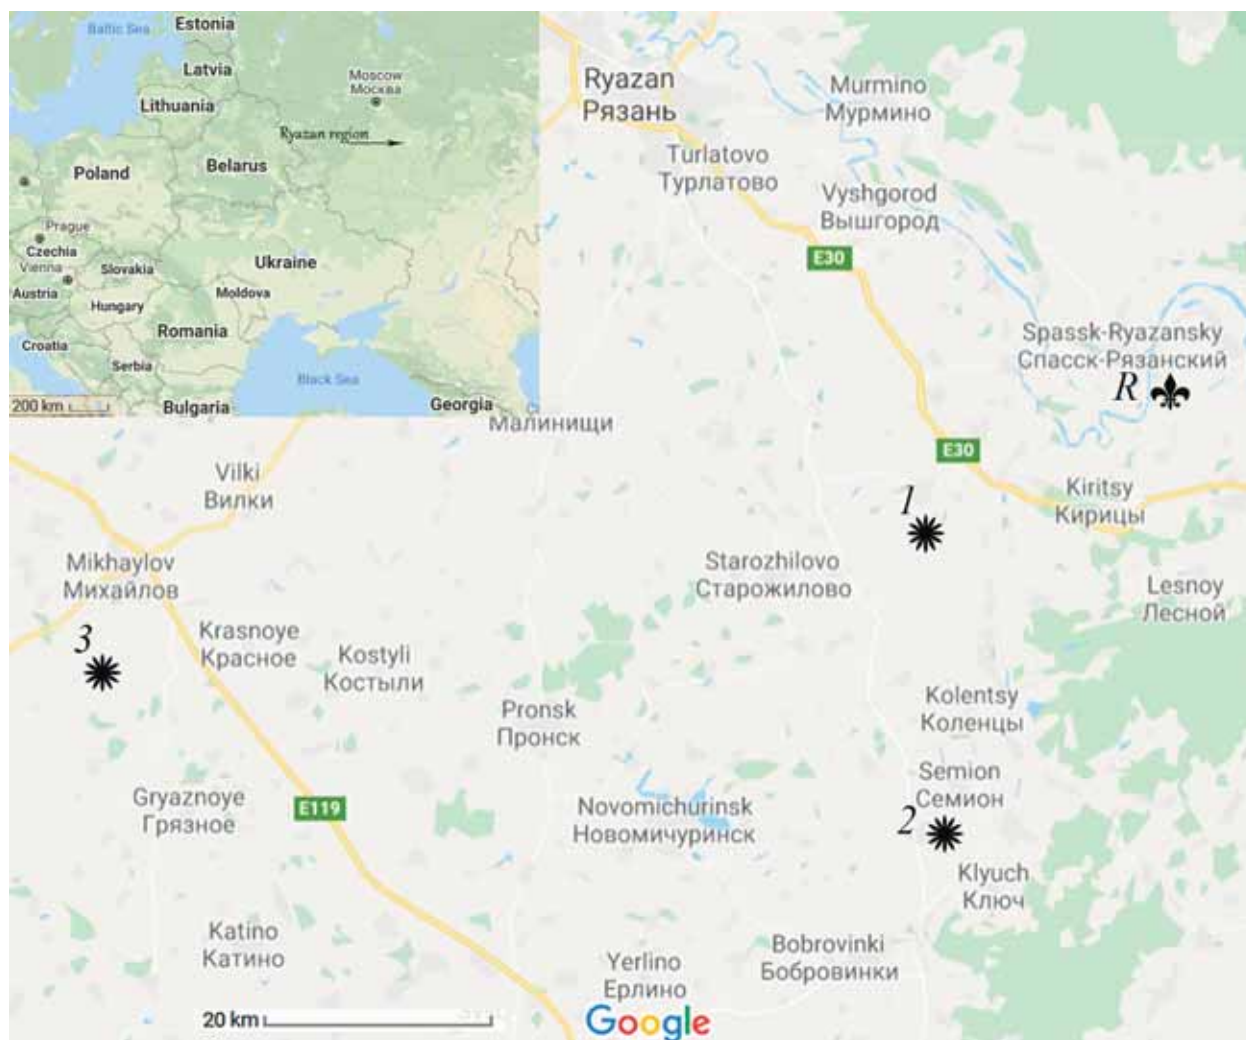 Baltic Sea
Estonia
Latvia
Lithuania
Moscow
Москва
Ryazan region
Belarus
Poland
Prague
Czechia
Vienna
Slovakia
Austria
Hungary
Ukraine
Moldova
Romania
Croatia
Serbia
Black Sea
200 km
Bulgaria
Georgia
Ryazan
Рязань
Murmino
Мурмино
Turlatovo
Турлатово
Vyshgorod
Вышгород
E30
Spassk-Ryazansky
Спасск-Рязанский
R
Малинищи
E30
Vilki
Вилки
Kiritsy
Кирицы
1
Mikhaylov
Михайлов
Starozhilovo
Старожилово
Lesnoy
Лесной
3
Krasnoye
Красное
Kostyli
Костыли
Pronsk
Пронск
Kolentsy
Коленцы
Semion
Семион
Gryaznoye
Грязное
E119
Novomichurinsk
Новомичуринск
2
Klyuch
Ключ
Katino
Катино
Yerlino
Ерлино
Bobrovinki
Бобровинки
20 km
Google